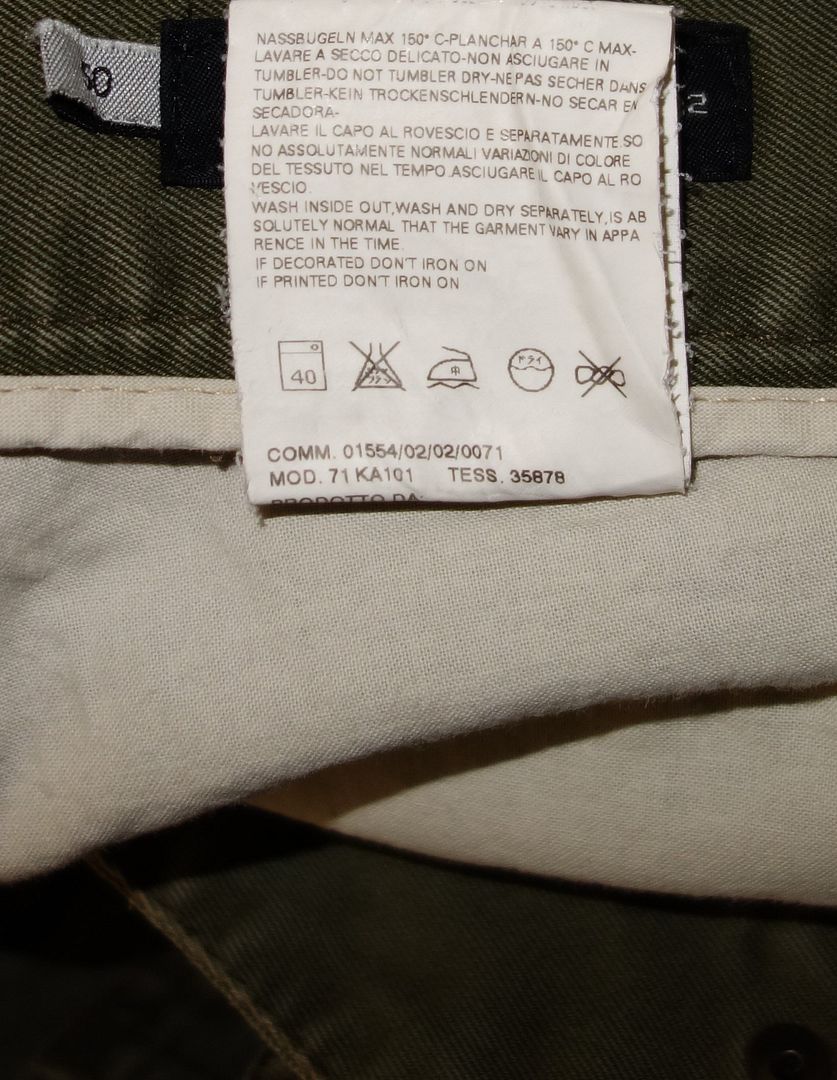 NASSBUGELN MAX 150° C-PLANCHAR A 150° C MAX-
LAVARE A SECCO DELICATO-NON ASCIUGARE IN
TUMBLER-DO NOT TUMBLER DRY-NE PAS SECHER DANS
TUMBLER-KEIN TROCKENSCHLENDERN-NO SECAR EN
SECADORA-
LAVARE IL CAPO AL ROVESCIO E SEPARATAMENTE.SO
NO ASSOLUTAMENTE NORMALI VARIAZIONI DI COLORE
DEL TESSUTO NEL TEMPO.ASCIUGARE IL CAPO AL RO
VESCIO.
WASH INSIDE OUT,WASH AND DRY SEPARATELY,IS AB
SOLUTELY NORMAL THAT THE GARMENT VARY IN APPA
RENCE IN THE TIME.
IF DECORATED DON'T IRON ON
IF PRINTED DON'T IRON ON
40
ドライ
COMM. 01554/02/02/0071
MOD. 71 KA101 TESS. 35878
PRODOTTO DA:
50
2